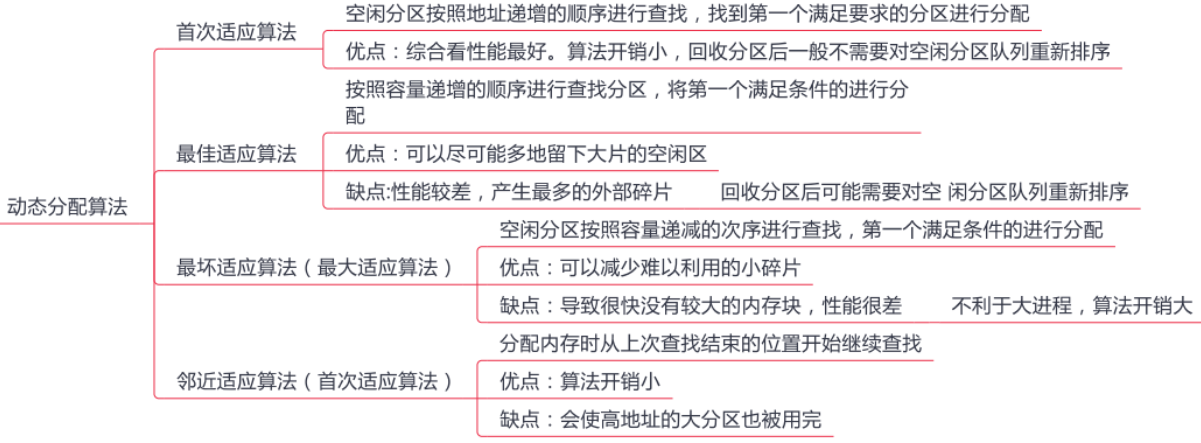 首次适应算法
空闲分区按照地址递增的顺序进行查找，找到第一个满足要求的分区进行分配
优点：综合看性能最好。算法开销小，回收分区后一般不需要对空闲分区队列重新排序
按照容量递增的顺序进行查找分区，将第一个满足条件的进行分
配
最佳适应算法
优点：可以尽可能多地留下大片的空闲区
缺点:性能较差，产生最多的外部碎片 回收分区后可能需要对空 闲分区队列重新排序
动态分配算法
空闲分区按照容量递减的次序进行查找，第一个满足条件的进行分配
最坏适应算法（最大适应算法）
优点：可以减少难以利用的小碎片
缺点：导致很快没有较大的内存块，性能很差 不利于大进程，算法开销大
分配内存时从上次查找结束的位置开始继续查找
邻近适应算法（首次适应算法）
优点：算法开销小
缺点：会使高地址的大分区也被用完